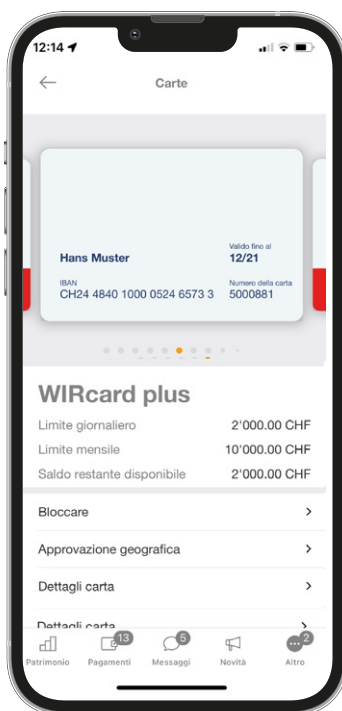 12:14
Carte
Hans Muster
Valido fino al
12/21
IBAN
CH24 4840 1000 0524 6573 3
Numero della carta
5000881
WIRcard plus
Limite giornaliero 2'000.00 CHF
Limite mensile 10'000.00 CHF
Saldo restante disponibile 2'000.00 CHF
Bloccare
Approvazione geografica
Dettagli carta
Dettagli carta
13
5
2
Patrimonio Pagamenti Messaggi Novità Altro